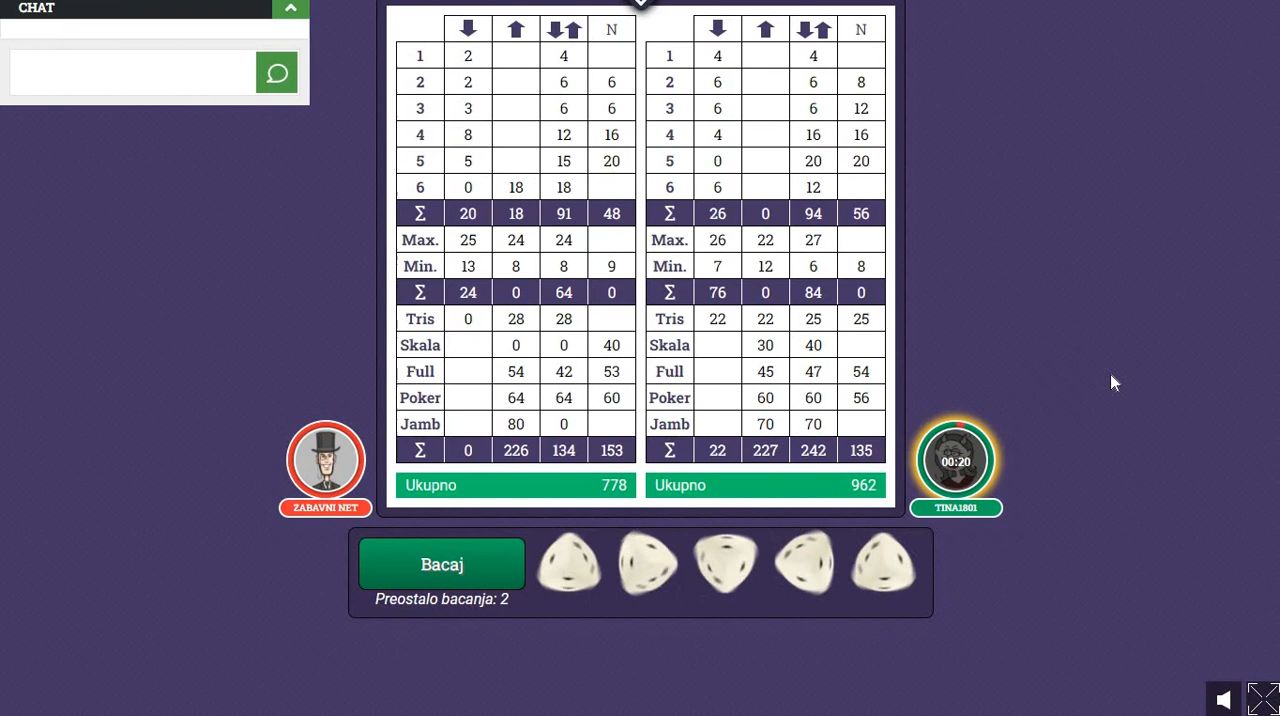 CHAT
N N
1 2 4 1 4 4
2 2 6 6 2 6 6 8
3 3 6 6 3 6 6 12
4 8 12 16 4 4 16 16
5 5 15 20 5 0 20 20
6 0 18 18 6 6 12
Σ 20 18 91 48 Σ 26 0 94 56
Max. 25 24 24 Max. 26 22 27
Min. 13 8 8 9 Min. 7 12 6 8
Σ 24 0 64 0 Σ 76 0 84 0
Tris 0 28 28 Tris 22 22 25 25
Skala 0 0 40 Skala 30 40
Full 54 42 53 Full 45 47 54
Poker 64 64 60 Poker 60 60 56
Jamb 80 0 Jamb 70 70
Σ 0 226 134 153 Σ 22 227 242 135
Ukupno 778 Ukupno 962
00:20
ZABAVNI NET
TINA1801
Bacaj
Preostalo bacanja: 2